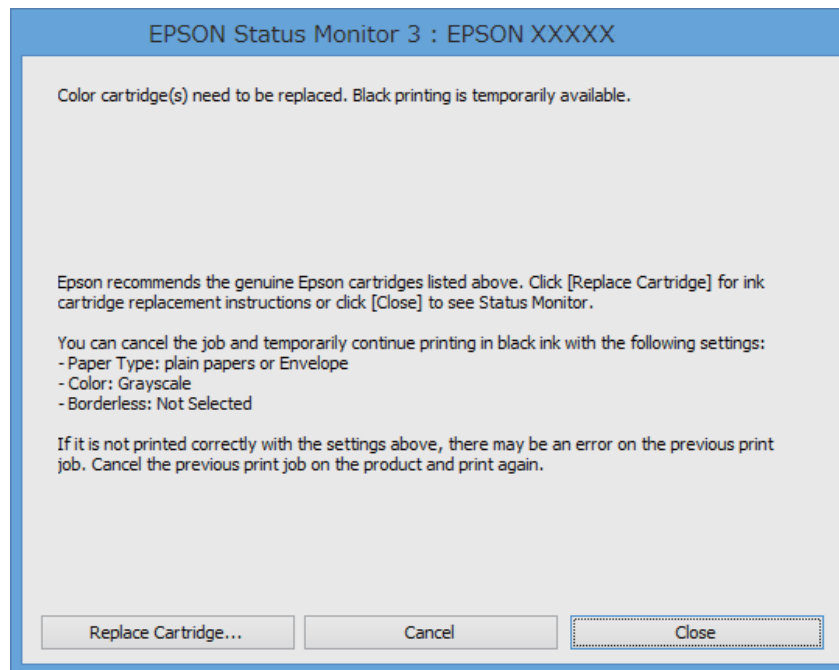 EPSON Status Monitor 3 : EPSON XXXXX
Color cartridge(s) need to be replaced. Black printing is temporarily available.
Epson recommends the genuine Epson cartridges listed above. Click [Replace Cartridge] for ink
cartridge replacement instructions or click [Close] to see Status Monitor.
You can cancel the job and temporarily continue printing in black ink with the following settings:
- Paper Type: plain papers or Envelope
- Color: Grayscale
- Borderless: Not Selected
If it is not printed correctly with the settings above, there may be an error on the previous print
job. Cancel the previous print job on the product and print again.
Replace Cartridge...
Cancel
Close